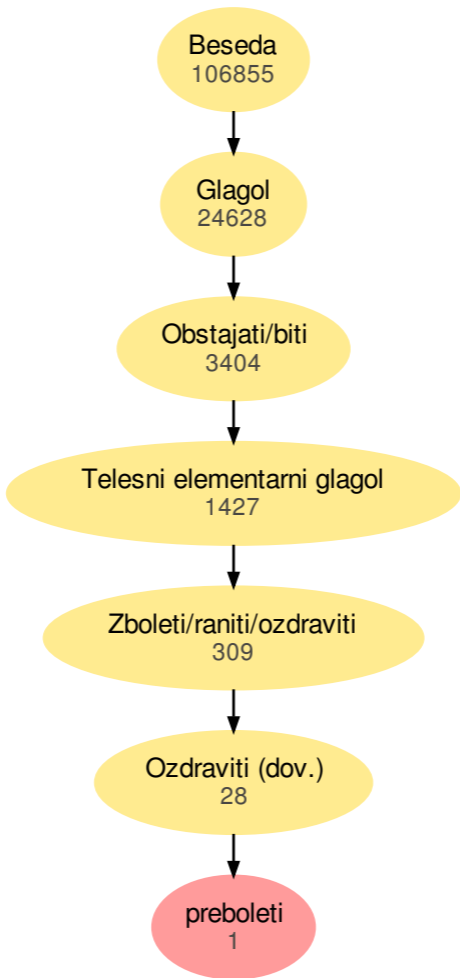 Beseda
106855
Glagol
24628
Obstajati/biti
3404
Telesni elementarni glagol
1427
Zboleti/raniti/ozdraviti
309
Ozdraviti (dov.)
28
preboleti
1